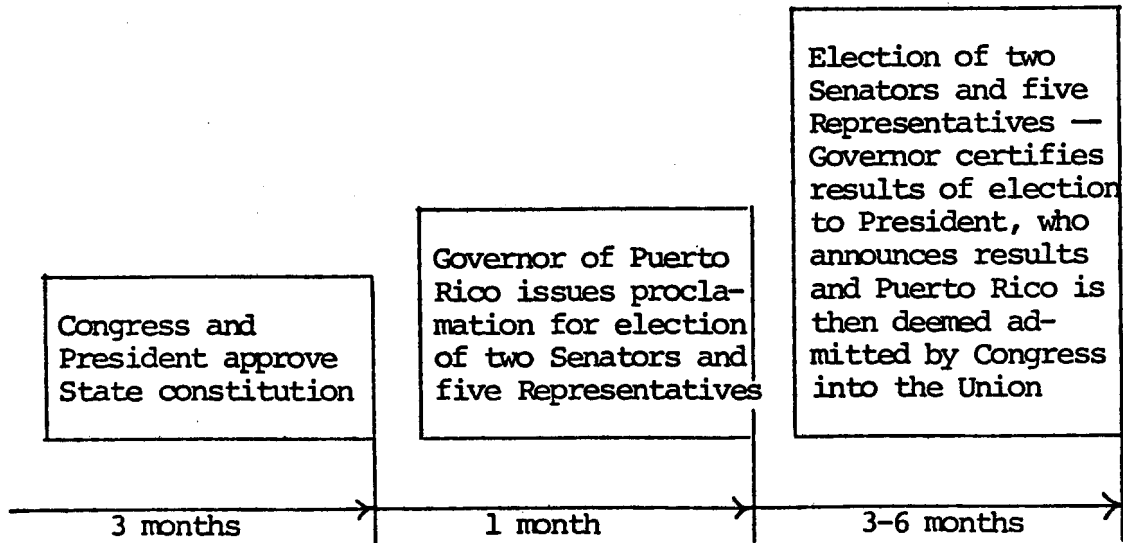 Congress and
President approve
State constitution
3 months
Governor of Puerto
Rico issues procla-
mation for election
of two Senators and
five Representatives
1 month
Election of two
Senators and five
Representatives —
Governor certifies
results of election
to President, who
announces results
and Puerto Rico is
then deemed ad-
mitted by Congress
into the Union
3-6 months